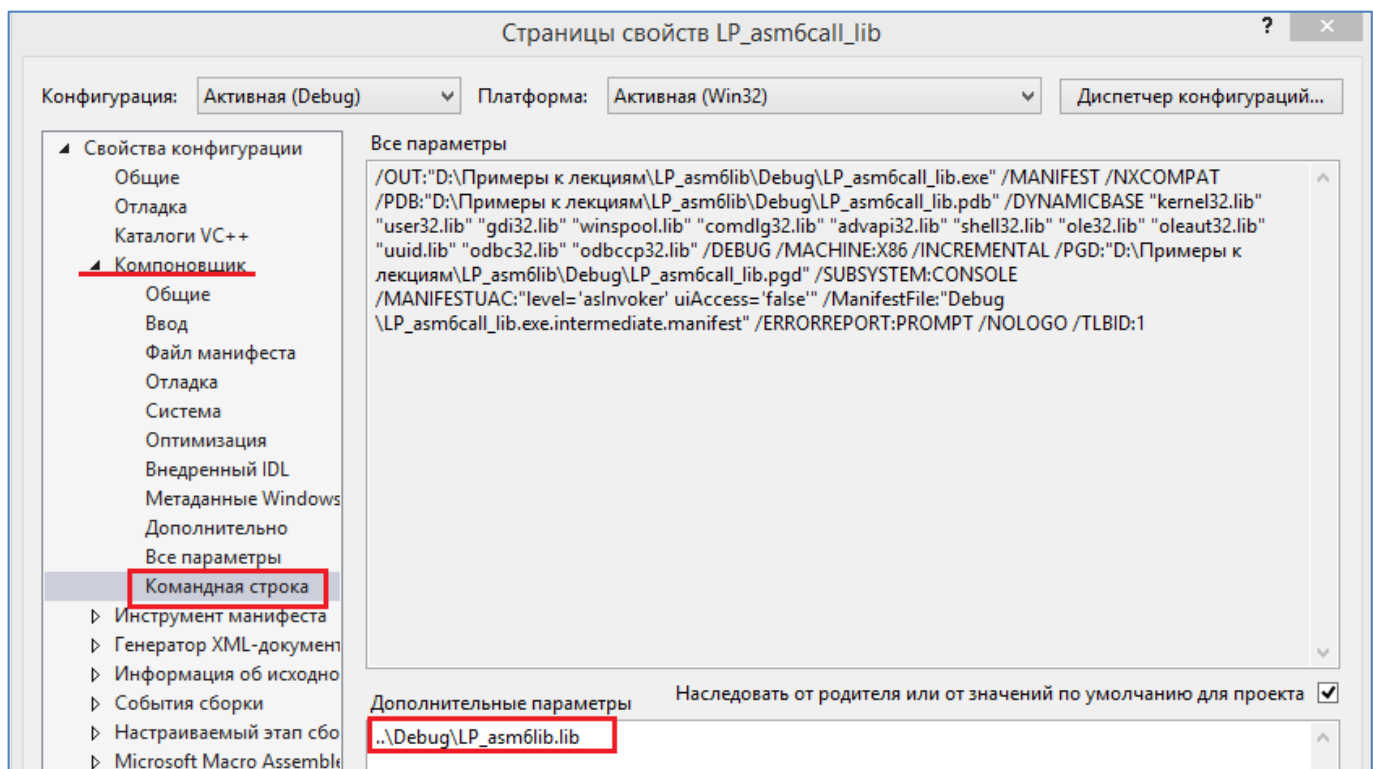 Страницы свойств LP_asm6call_lib
?
×
Конфигурация: Активная (Debug) Платформа: Активная (Win32) Диспетчер конфигураций...
Свойства конфигурации
Общие
Отладка
Каталоги VC++
Компоновщик
Общие
Ввод
Файл манифеста
Отладка
Система
Оптимизация
Внедренный IDL
Метаданные Windows
Дополнительно
Все параметры
Командная строка
Инструмент манифеста
Генератор XML-документ
Информация об исходно
События сборки
Настраиваемый этап сбо
Microsoft Macro Assemble
Все параметры
/OUT:"D:\Примеры к лекциям\LP_asm6lib\Debug\LP_asm6call_lib.exe" /MANIFEST /NXCOMPAT
/PDB:"D:\Примеры к лекциям\LP_asm6lib\Debug\LP_asm6call_lib.pdb" /DYNAMICBASE "kernel32.lib"
"user32.lib" "gdi32.lib" "winspool.lib" "comdlg32.lib" "advapi32.lib" "shell32.lib" "ole32.lib" "oleaut32.lib"
"uuid.lib" "odbc32.lib" "odbccp32.lib" /DEBUG /MACHINE:X86 /INCREMENTAL /PGD:"D:\Примеры к
лекциям\LP_asm6lib\Debug\LP_asm6call_lib.pgd" /SUBSYSTEM:CONSOLE
/MANIFESTUAC:"level='asInvoker' uiAccess='false'" /ManifestFile:"Debug
\LP_asm6call_lib.exe.intermediate.manifest" /ERRORREPORT:PROMPT /NOLOGO /TLBID:1
Дополнительные параметры
Наследовать от родителя или от значений по умолчанию для проекта
..\Debug\LP_asm6lib.lib